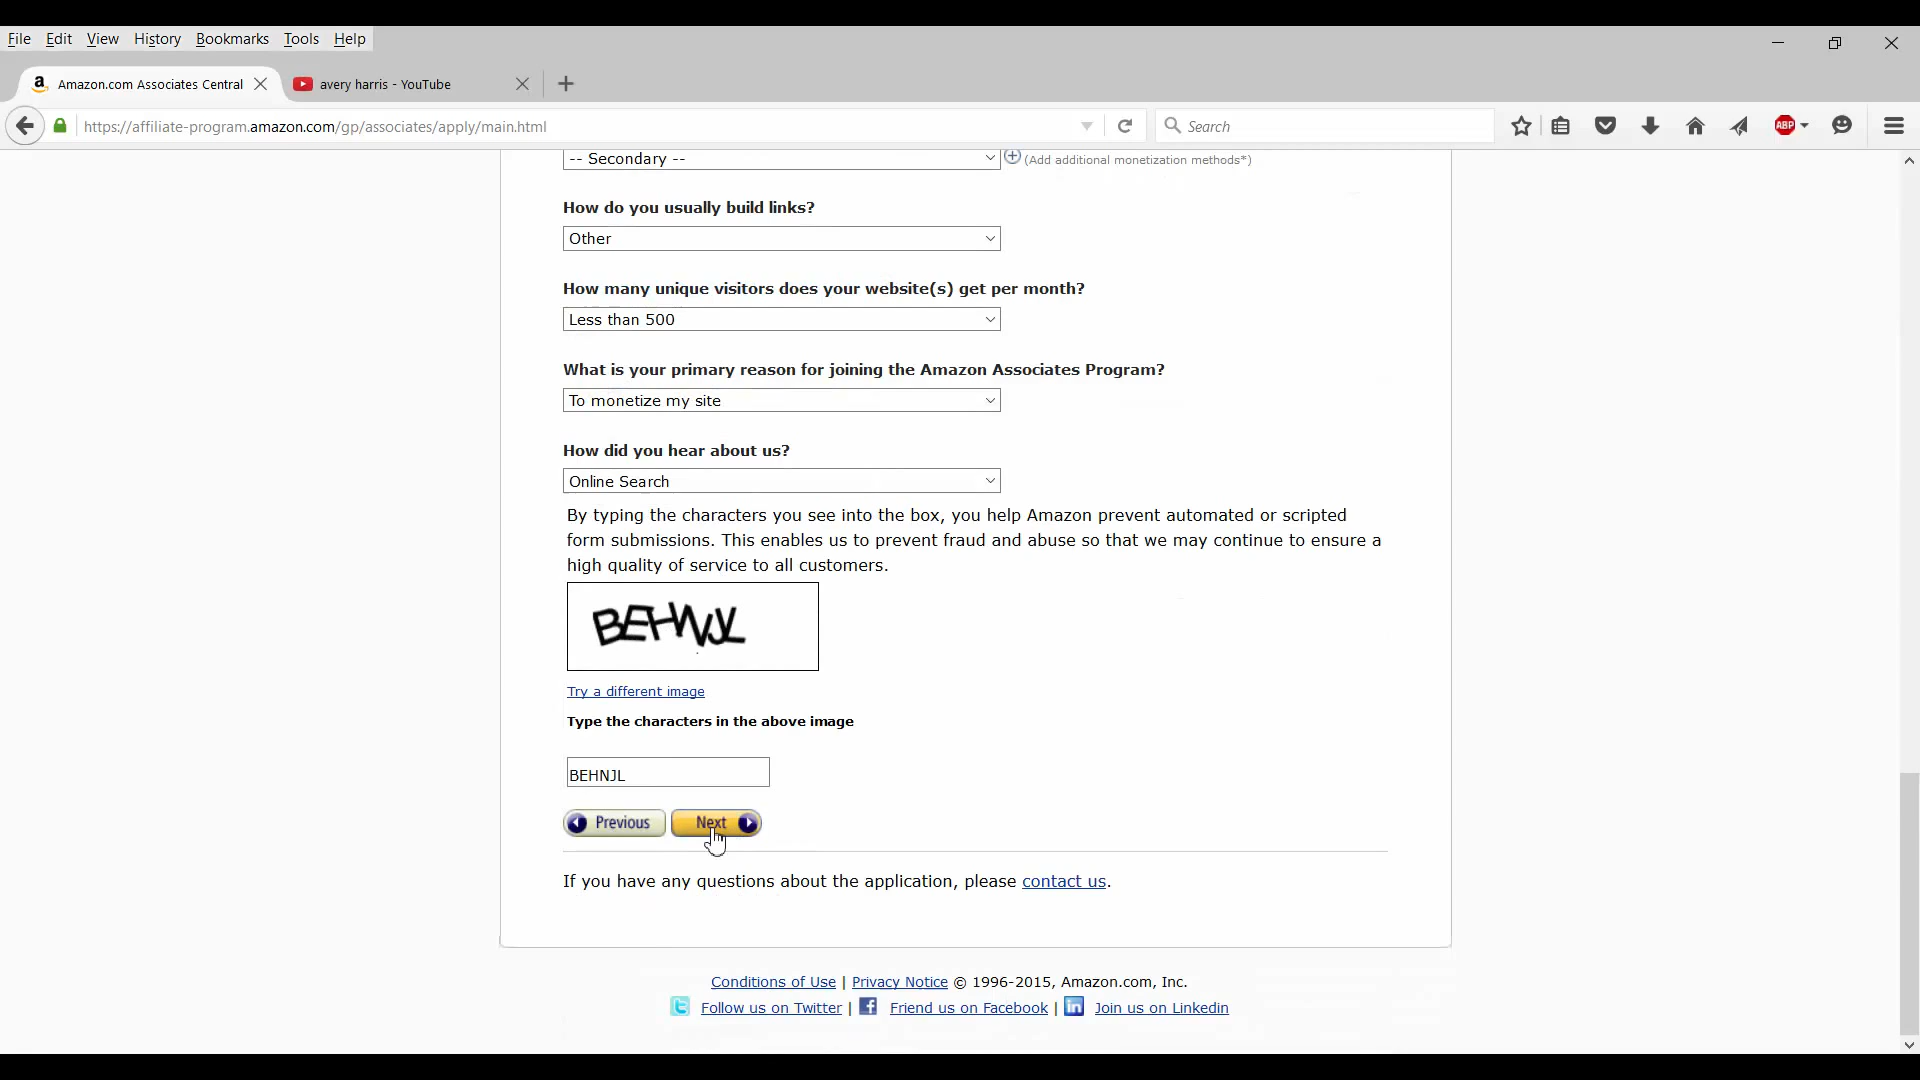 File Edit View History Bookmarks Tools Help
Amazon.com Associates Central
avery harris - YouTube
https://affiliate-program.amazon.com/gp/associates/apply/main.html
Search
ABP
-- Secondary --
(Add additional monetization methods*)
How do you usually build links?
Other
How many unique visitors does your website(s) get per month?
Less than 500
What is your primary reason for joining the Amazon Associates Program?
To monetize my site
How did you hear about us?
Online Search
By typing the characters you see into the box, you help Amazon prevent automated or scripted
form submissions. This enables us to prevent fraud and abuse so that we may continue to ensure a
high quality of service to all customers.
BEHNJL
Try a different image
Type the characters in the above image
BEHNJL
Previous Next
If you have any questions about the application, please contact us.
Conditions of Use | Privacy Notice © 1996-2015, Amazon.com, Inc.
Follow us on Twitter | Friend us on Facebook | Join us on Linkedin